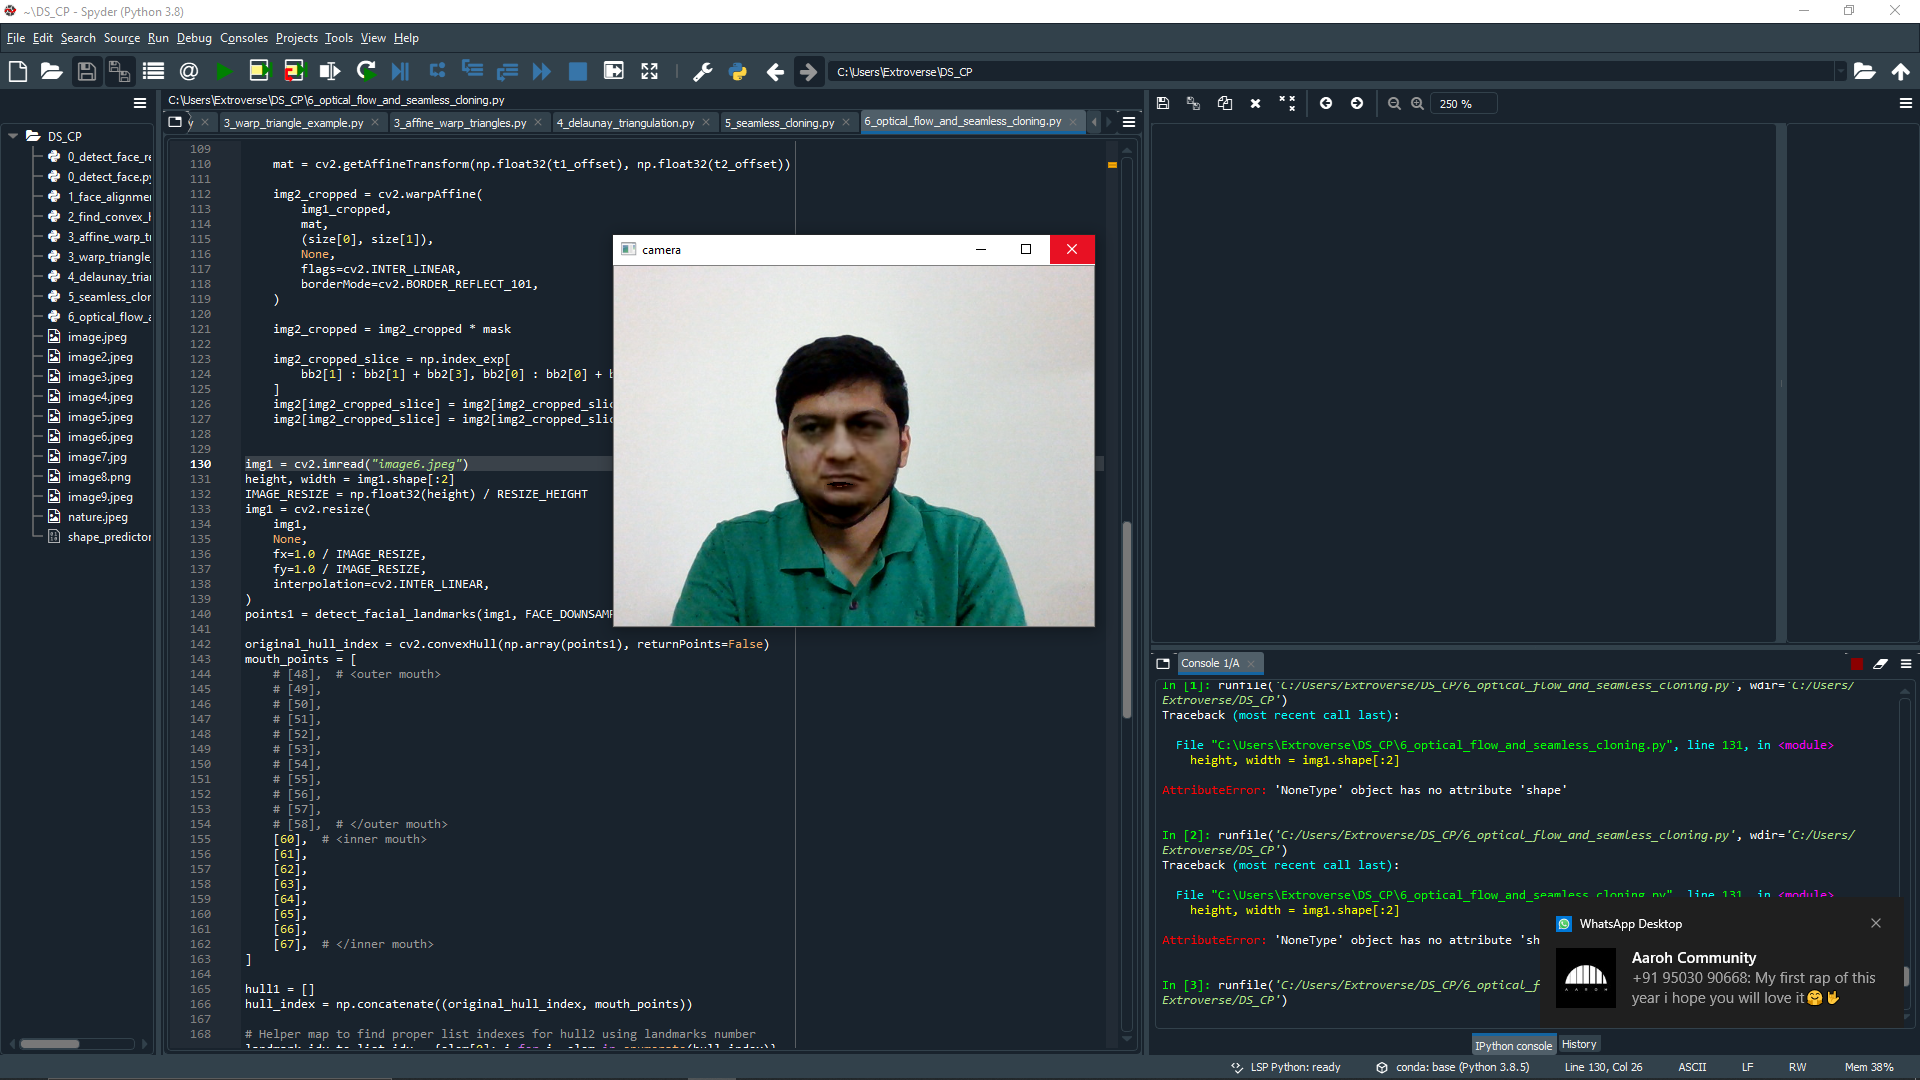 ~\DS_CP - Spyder (Python 3.8)
File Edit Search Source Run Debug Consoles Projects Tools View Help
C:\Users\Extroverse\DS_CP
C:\Users\Extroverse\DS_CP\6_optical_flow_and_seamless_cloning.py
3_warp_triangle_example.py 3_affine_warp_triangles.py 4_delaunay_triangulation.py 5_seamless_cloning.py 6_optical_flow_and_seamless_cloning.py
DS_CP
0_detect_face_re
0_detect_face.py
1_face_alignmer
2_find_convex_h
3_affine_warp_tr
3_warp_triangle_
4_delaunay_trian
5_seamless_clon
6_optical_flow_a
image.jpeg
image2.jpeg
image3.jpeg
image4.jpeg
image5.jpeg
image6.jpeg
image7.jpg
image8.png
image9.jpeg
nature.jpeg
shape_predictor
109
110 mat = cv2.getAffineTransform(np.float32(t1_offset), np.float32(t2_offset))
111
112 img2_cropped = cv2.warpAffine(
113 img1_cropped,
114 mat,
115 (size[0], size[1]),
116 None,
117 flags=cv2.INTER_LINEAR,
118 borderMode=cv2.BORDER_REFLECT_101,
119 )
120
121 img2_cropped = img2_cropped * mask
122
123 img2_cropped_slice = np.index_exp[
124 bb2[1] : bb2[1] + bb2[3], bb2[0] : bb2[0] + b
125 ]
126 img2[img2_cropped_slice] = img2[img2_cropped_slic
127 img2[img2_cropped_slice] = img2[img2_cropped_slic
128
129
130 img1 = cv2.imread("image6.jpeg")
131 height, width = img1.shape[:2]
132 IMAGE_RESIZE = np.float32(height) / RESIZE_HEIGHT
133 img1 = cv2.resize(
134 img1,
135 None,
136 fx=1.0 / IMAGE_RESIZE,
137 fy=1.0 / IMAGE_RESIZE,
138 interpolation=cv2.INTER_LINEAR,
139 )
140 points1 = detect_facial_landmarks(img1, FACE_DOWNSAMP
141
142 original_hull_index = cv2.convexHull(np.array(points1), returnPoints=False)
143 mouth_points = [
144 # [48], # <outer mouth>
145 # [49],
146 # [50],
147 # [51],
148 # [52],
149 # [53],
150 # [54],
151 # [55],
152 # [56],
153 # [57],
154 # [58], # </outer mouth>
155 [60], # <inner mouth>
156 [61],
157 [62],
158 [63],
159 [64],
160 [65],
161 [66],
162 [67], # </inner mouth>
163 ]
164
165 hull1 = []
166 hull_index = np.concatenate((original_hull_index, mouth_points))
167
168 # Helper map to find proper list indexes for hull2 using landmarks number
camera
250 %
Console 1/A
In [1]: runfile('C:/Users/Extroverse/DS_CP/6_optical_flow_and_seamless_cloning.py', wdir='C:/Users/
Extroverse/DS_CP')
Traceback (most recent call last):
File "C:\Users\Extroverse\DS_CP\6_optical_flow_and_seamless_cloning.py", line 131, in <module>
height, width = img1.shape[:2]
AttributeError: 'NoneType' object has no attribute 'shape'
In [2]: runfile('C:/Users/Extroverse/DS_CP/6_optical_flow_and_seamless_cloning.py', wdir='C:/Users/
Extroverse/DS_CP')
Traceback (most recent call last):
File "C:\Users\Extroverse\DS_CP\6_optical_flow_and_seamless_cloning.py", line 131, in <module>
height, width = img1.shape[:2]
AttributeError: 'NoneType' object has no attribute 'sh
In [3]: runfile('C:/Users/Extroverse/DS_CP/6_optical_f
Extroverse/DS_CP')
WhatsApp Desktop
Aaroh Community
+91 95030 90668: My first rap of this
year i hope you will love it🤗🤟
AAROH
IPython console History
LSP Python: ready conda: base (Python 3.8.5) Line 130, Col 26 ASCII LF RW Mem 38%